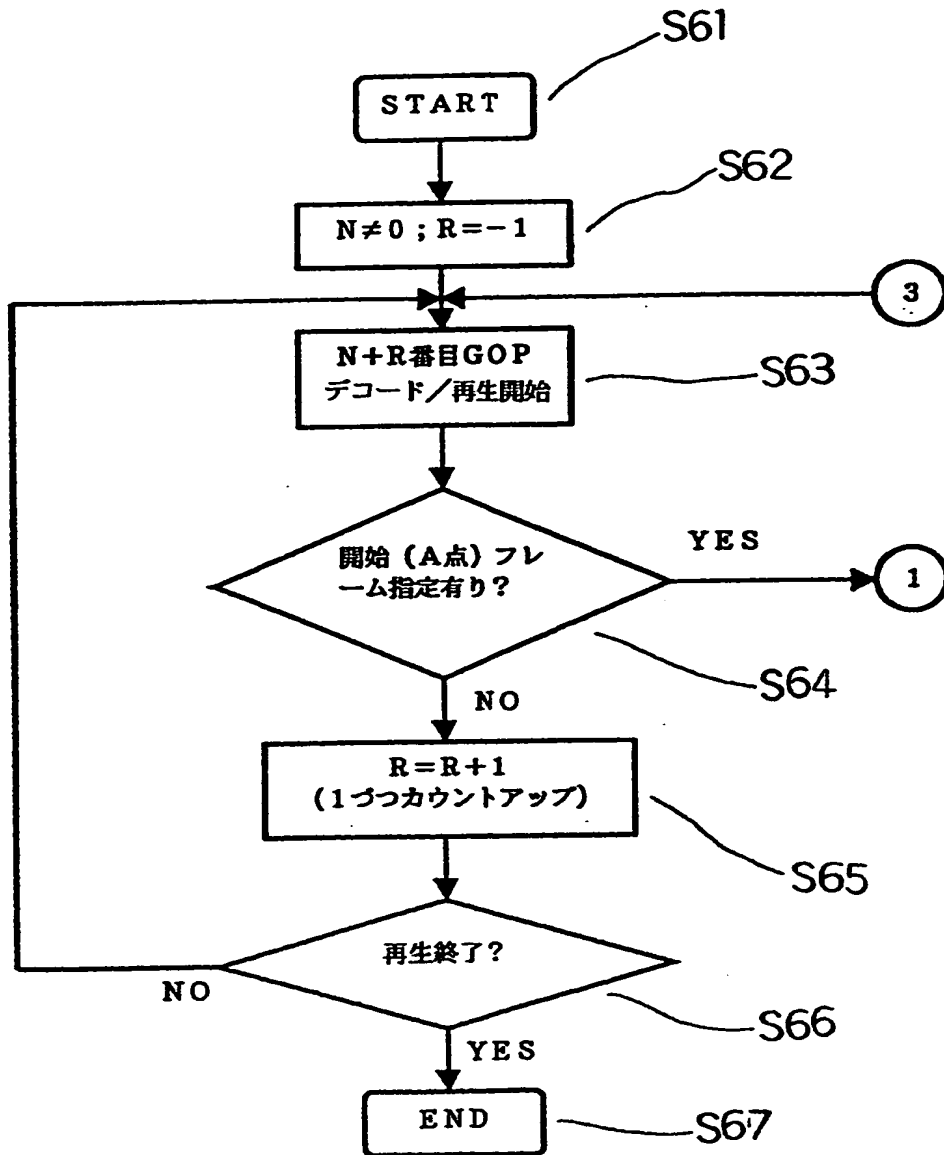 S61
START
S62
N≠0;R=-1
3
N+R番目GOP
デコード/再生開始
S63
開始(A点)フレ
ーム指定有り?
YES
1
S64
NO
R=R+1
(1づつカウントアップ)
S65
再生終了?
NO
S66
YES
END
S67